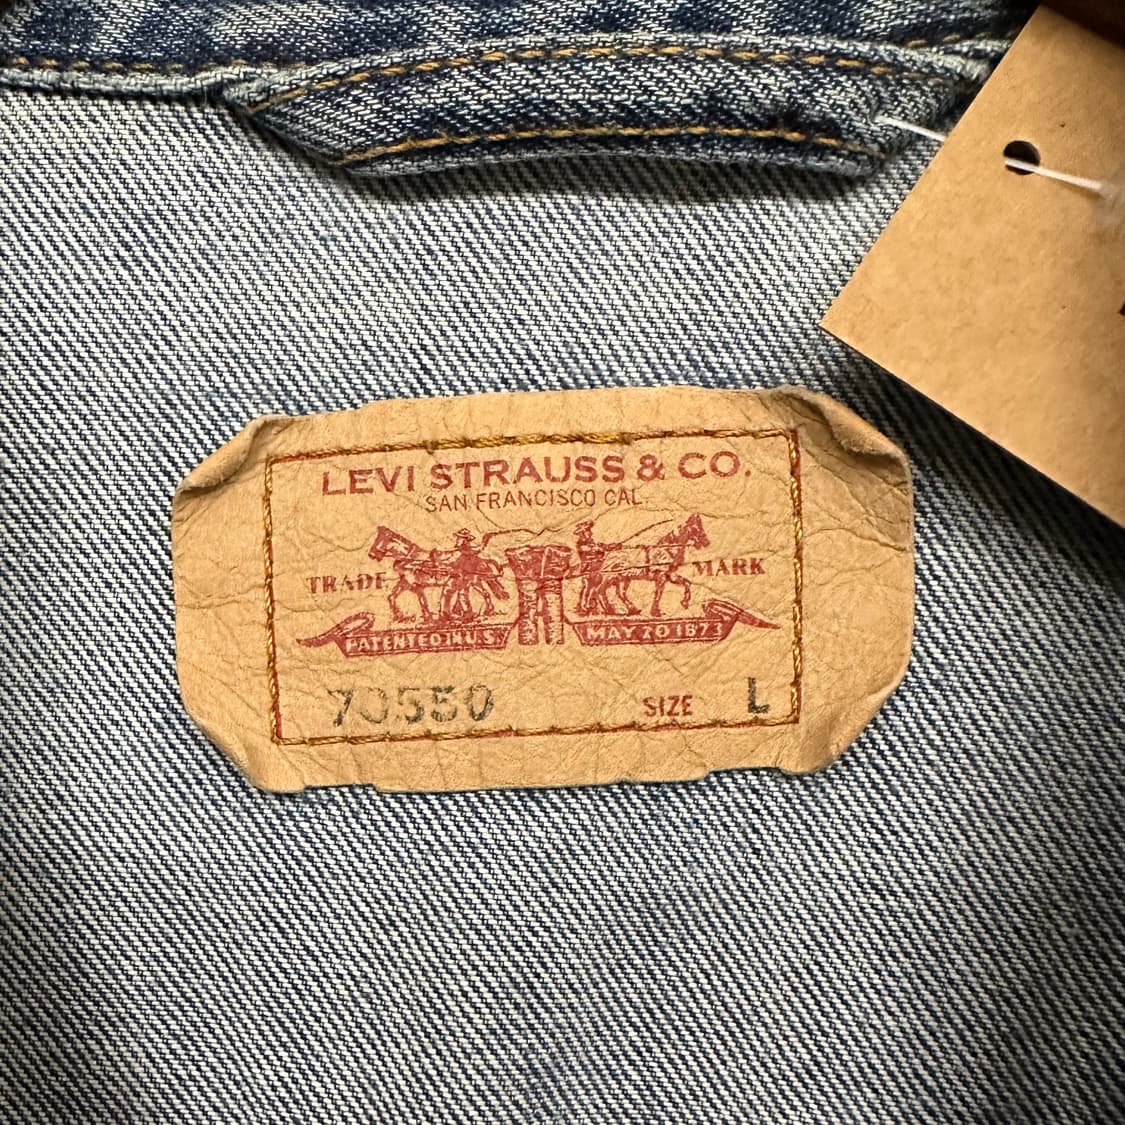 LEVI STRAUSS & CO.
SAN FRANCISCO CAL.
TRADE MARK
PATENTED IN U.S. MAY 20 1873
70550 SIZE L